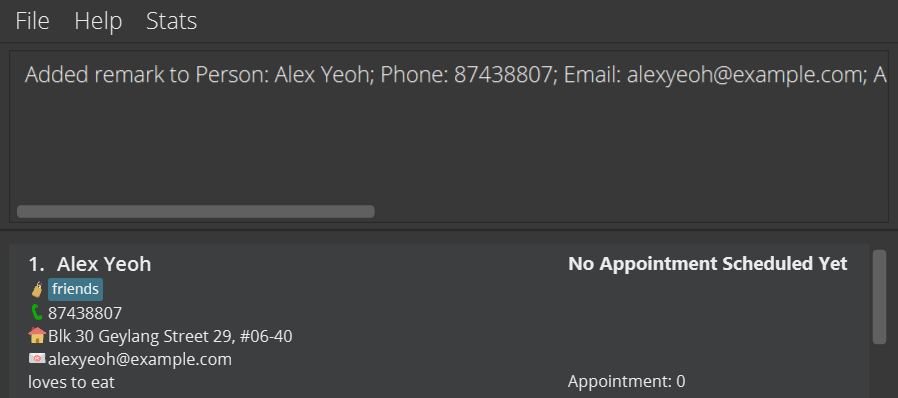 File Help Stats
Added remark to Person: Alex Yeoh; Phone: 87438807; Email: alexyeoh@example.com; A
1. Alex Yeoh No Appointment Scheduled Yet
friends
87438807
Blk 30 Geylang Street 29, #06-40
alexyeoh@example.com
loves to eat Appointment: 0